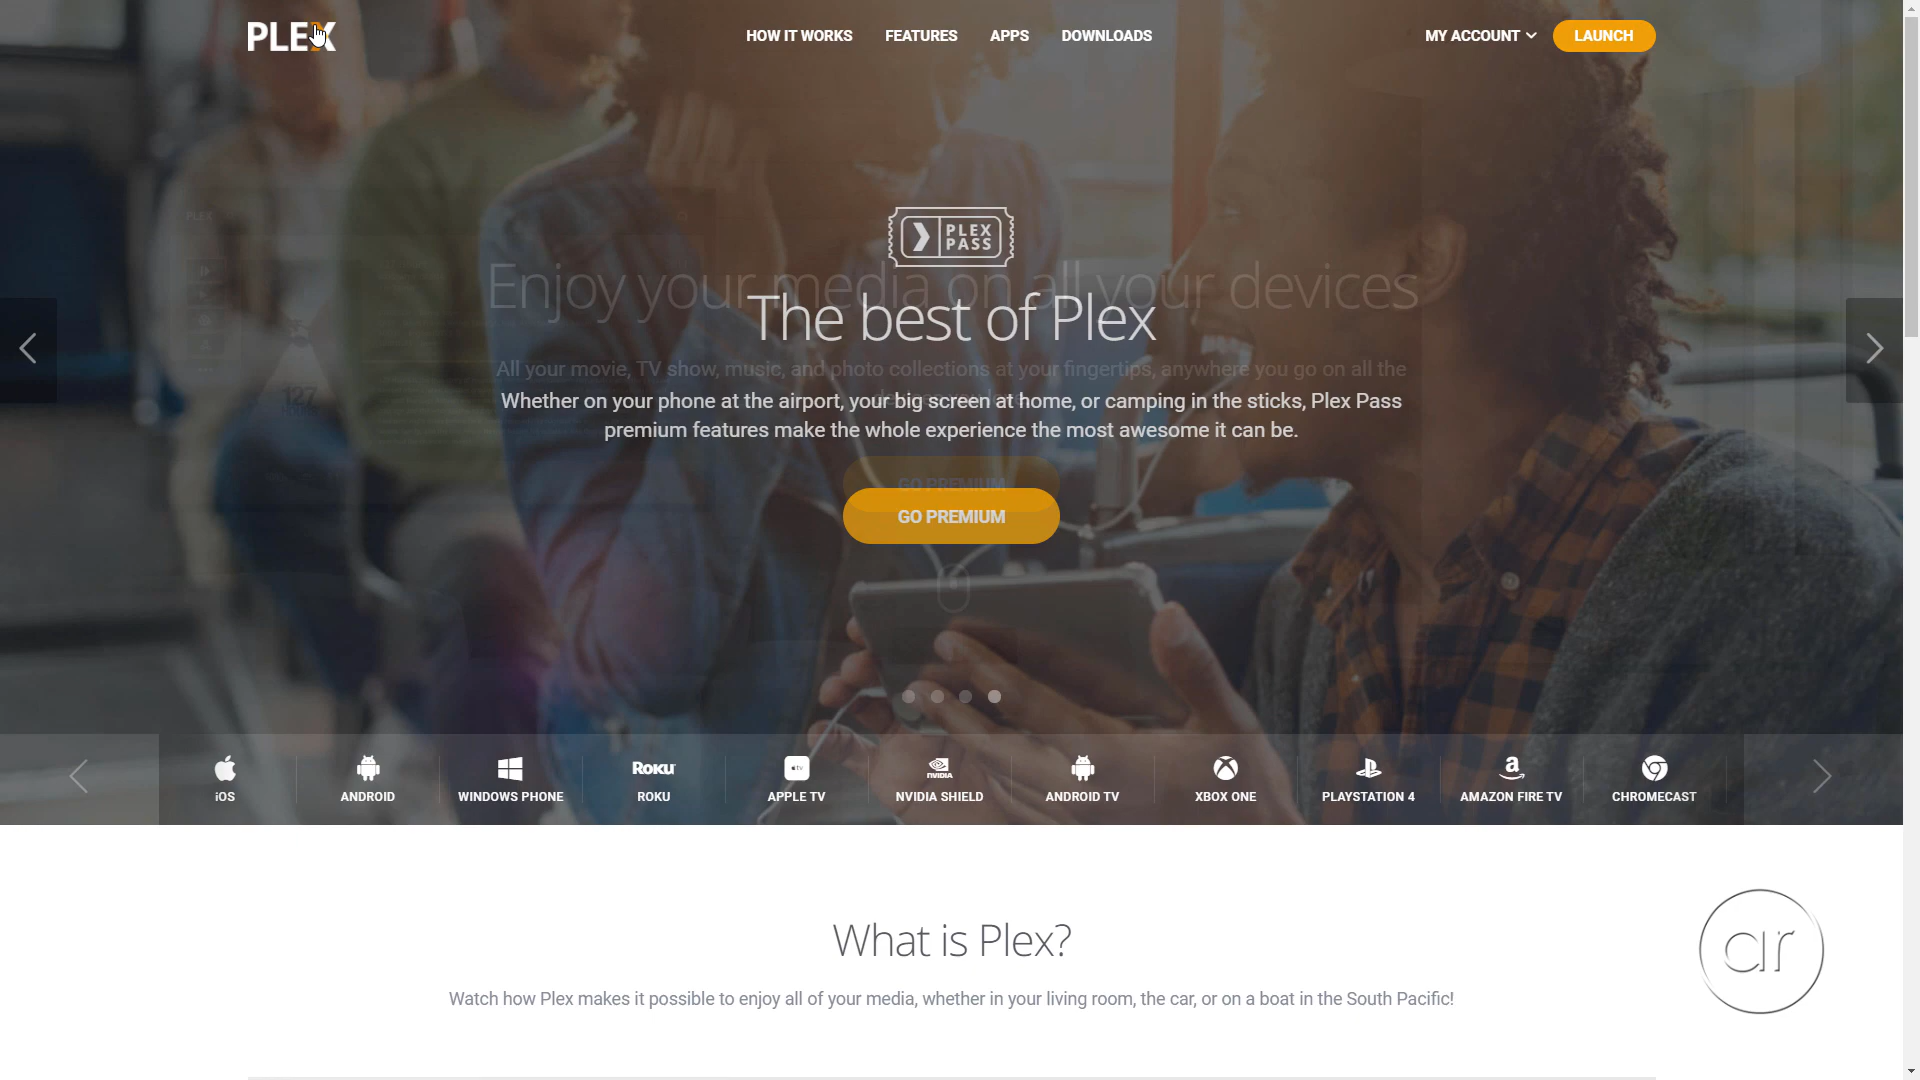 PLEX
HOW IT WORKS
FEATURES
APPS
DOWNLOADS
MY ACCOUNT
LAUNCH
PLEX
PLEX
PASS
Enjoy your media on all your devices
The best of Plex
All your movie, TV show, music, and photo collections at your fingertips, anywhere you go on all the
Whether on your phone at the airport, your big screen at home, or camping in the sticks, Plex Pass
premium features make the whole experience the most awesome it can be.
GO PREMIUM
GO PREMIUM
127
iOS
ANDROID
WINDOWS PHONE
ROKU
ROKU
tv
APPLE TV
NVIDIA
NVIDIA SHIELD
ANDROID TV
XBOX ONE
PLAYSTATION 4
a
AMAZON FIRE TV
CHROMECAST
What is Plex?
Watch how Plex makes it possible to enjoy all of your media, whether in your living room, the car, or on a boat in the South Pacific!
ar